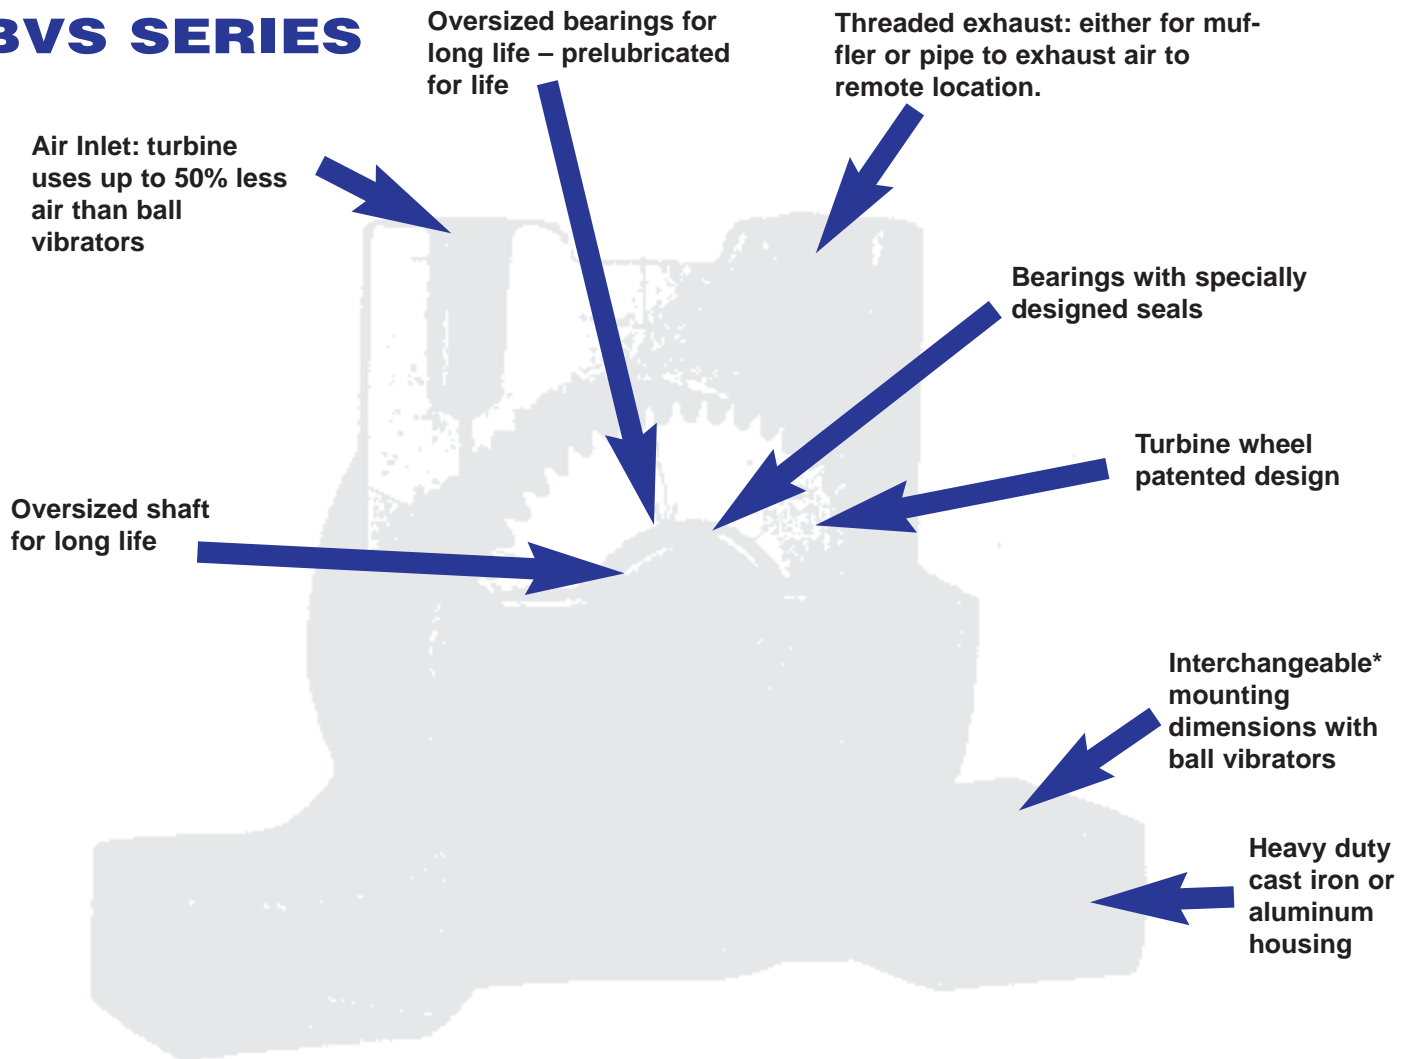 BVS SERIES
Oversized bearings for
long life – prelubricated
for life
Threaded exhaust: either for muf-
fler or pipe to exhaust air to
remote location.
Air Inlet: turbine
uses up to 50% less
air than ball
vibrators
Bearings with specially
designed seals
Turbine wheel
patented design
Oversized shaft
for long life
Interchangeable*
mounting
dimensions with
ball vibrators
Heavy duty
cast iron or
aluminum
housing